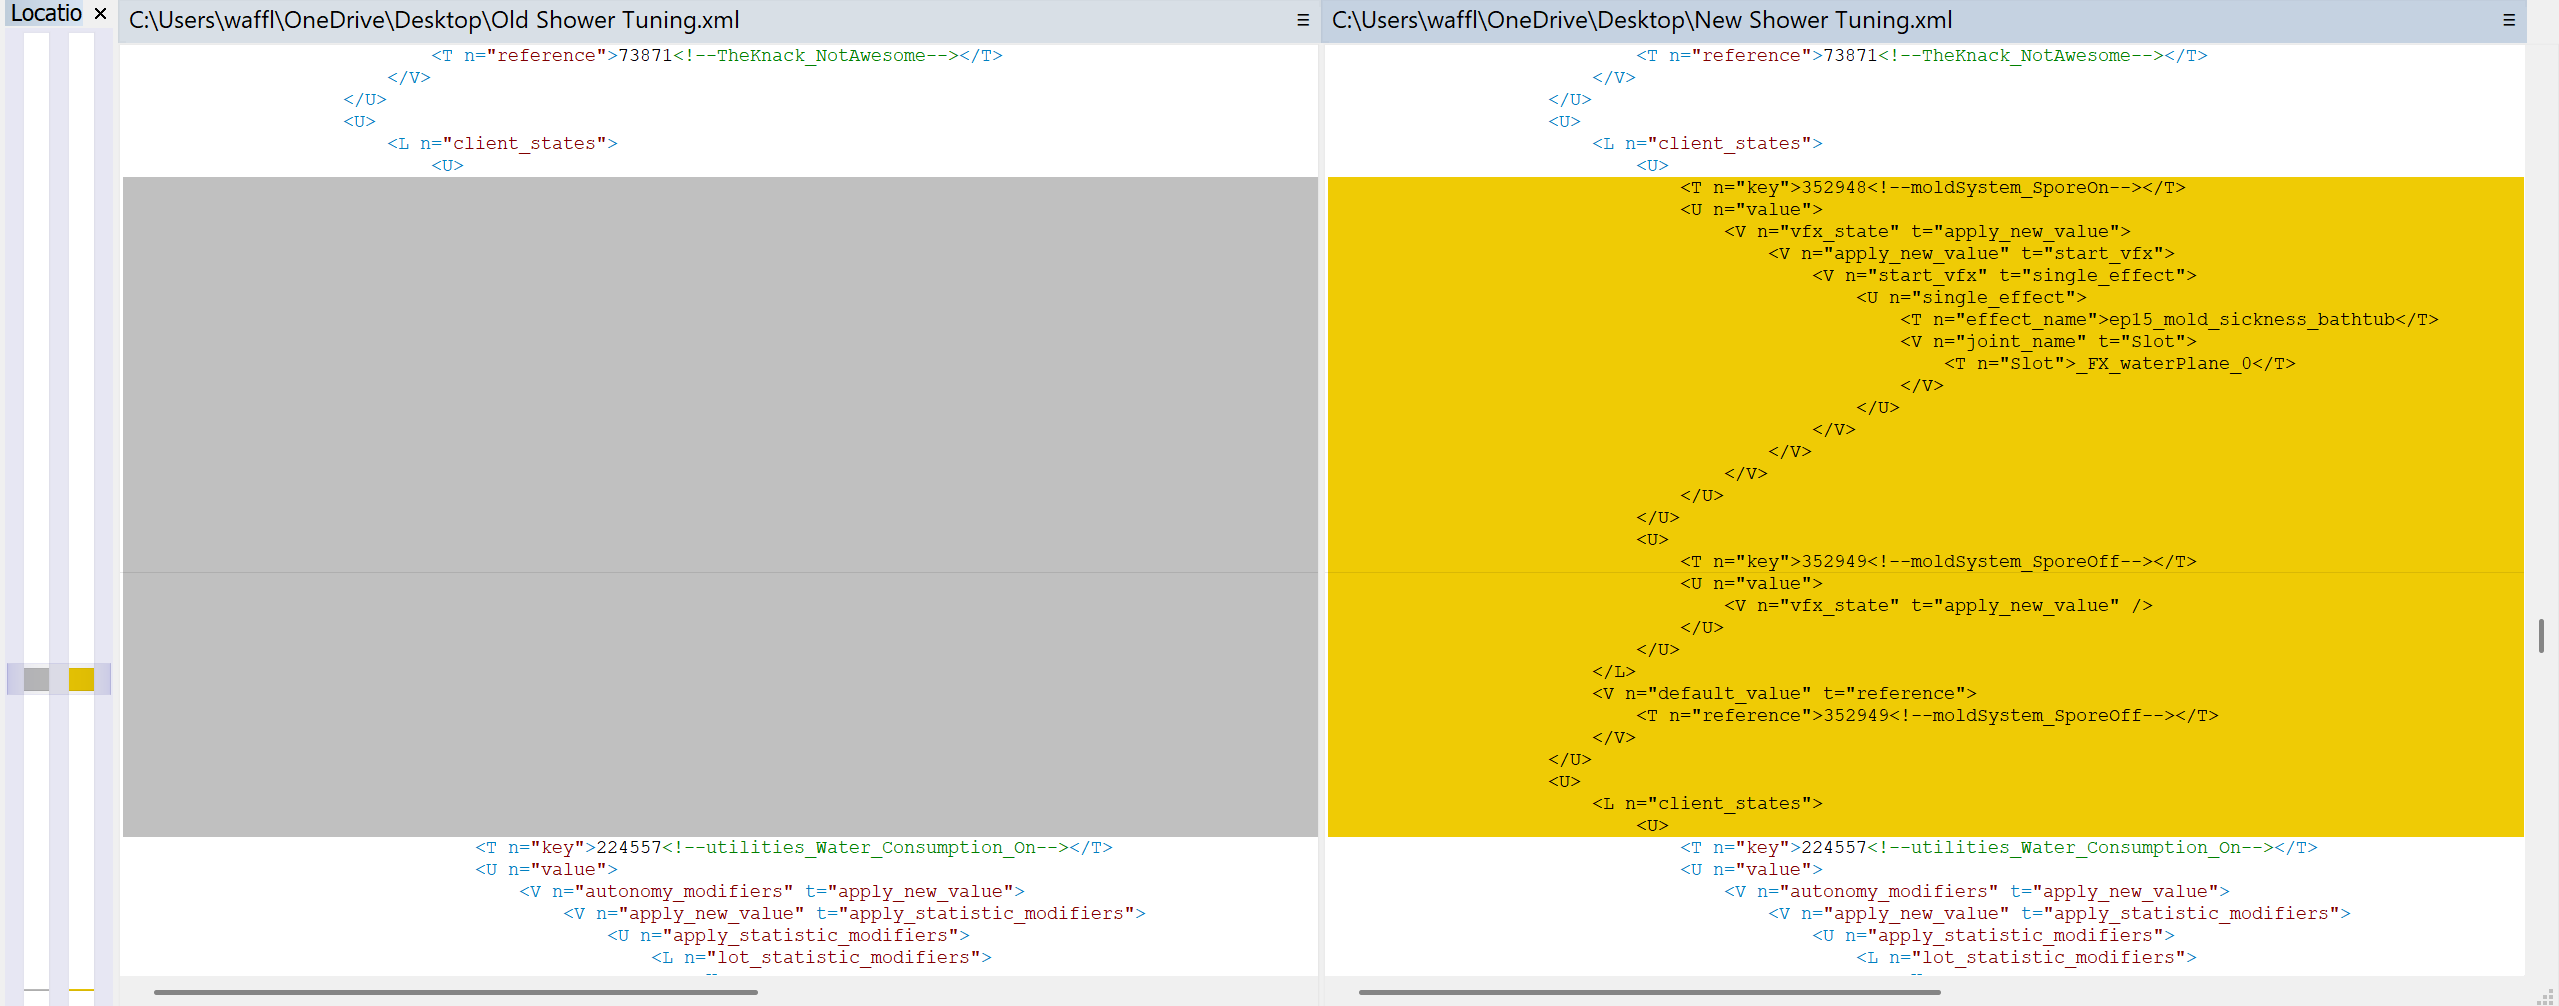 Locatio ×
C:\Users\waffl\OneDrive\Desktop\Old Shower Tuning.xml
<T n="reference">73871<!--TheKnack_NotAwesome--></T>
</V>
</U>
<U>
<L n="client_states">
<U>
<T n="key">224557<!--utilities_Water_Consumption_On--></T>
<U n="value">
<V n="autonomy_modifiers" t="apply_new_value">
<V n="apply_new_value" t="apply_statistic_modifiers">
<U n="apply_statistic_modifiers">
<L n="lot_statistic_modifiers">
C:\Users\waffl\OneDrive\Desktop\New Shower Tuning.xml
<T n="reference">73871<!--TheKnack_NotAwesome--></T>
</V>
</U>
<U>
<L n="client_states">
<U>
<T n="key">352948<!--moldSystem_SporeOn--></T>
<U n="value">
<V n="vfx_state" t="apply_new_value">
<V n="apply_new_value" t="start_vfx">
<V n="start_vfx" t="single_effect">
<U n="single_effect">
<T n="effect_name">ep15_mold_sickness_bathtub</T>
<V n="joint_name" t="Slot">
<T n="Slot">_FX_waterPlane_0</T>
</V>
</U>
</V>
</V>
</V>
</U>
</U>
<U>
<T n="key">352949<!--moldSystem_SporeOff--></T>
<U n="value">
<V n="vfx_state" t="apply_new_value" />
</U>
</U>
</L>
<V n="default_value" t="reference">
<T n="reference">352949<!--moldSystem_SporeOff--></T>
</V>
</U>
<U>
<L n="client_states">
<U>
<T n="key">224557<!--utilities_Water_Consumption_On--></T>
<U n="value">
<V n="autonomy_modifiers" t="apply_new_value">
<V n="apply_new_value" t="apply_statistic_modifiers">
<U n="apply_statistic_modifiers">
<L n="lot_statistic_modifiers">